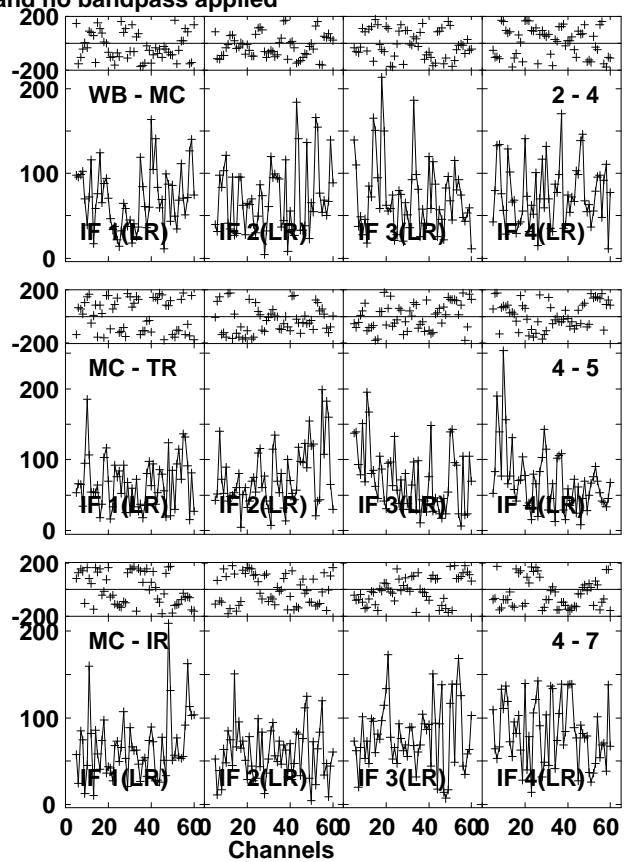 and no bandpass applied
200
-200
200
WB - MC
2 - 4
100
IF 1(LR) IF 2(LR) IF 3(LR) IF 4(LR)
0
200
-200
MC - TR
4 - 5
200
100
IF 1(LR) IF 2(LR) IF 3(LR) IF 4(LR)
0
200
-200
200
MC - IR
4 - 7
100
IF 1(LR) IF 2(LR) IF 3(LR) IF 4(LR)
0
0 20 40 60 0 20 40 60 0 20 40 60 0 20 40 60
Channels